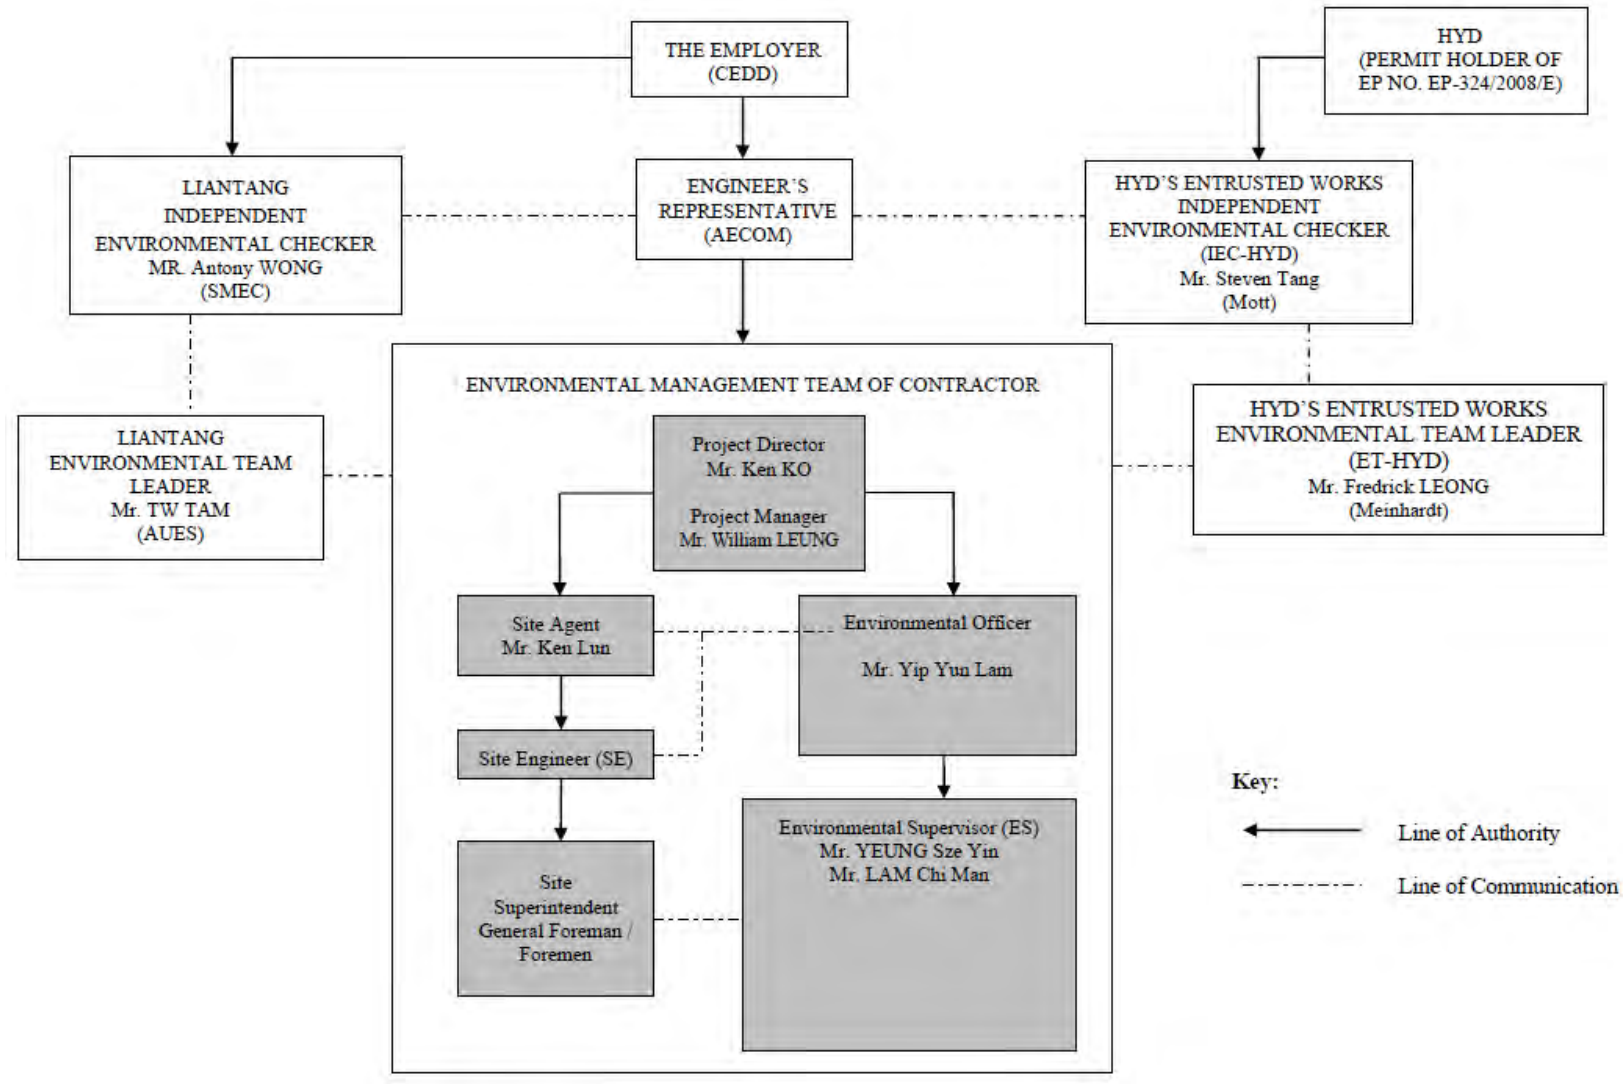 THE EMPLOYER
(CEDD)
HYD
(PERMIT HOLDER OF
EP NO. EP-324/2008/E)
LIANTANG
INDEPENDENT
ENVIRONMENTAL CHECKER
MR. Antony WONG
(SMEC)
ENGINEER'S
REPRESENTATIVE
(AECOM)
HYD'S ENTRUSTED WORKS
INDEPENDENT
ENVIRONMENTAL CHECKER
(IEC-HYD)
Mr. Steven Tang
(Mott)
LIANTANG
ENVIRONMENTAL TEAM
LEADER
Mr. TW TAM
(AUES)
ENVIRONMENTAL MANAGEMENT TEAM OF CONTRACTOR
HYD'S ENTRUSTED WORKS
ENVIRONMENTAL TEAM LEADER
(ET-HYD)
Mr. Fredrick LEONG
(Meinhardt)
Project Director
Mr. Ken KO
Project Manager
Mr. William LEUNG
Site Agent
Mr. Ken Lun
Environmental Officer
Mr. Yip Yun Lam
Site Engineer (SE)
Environmental Supervisor (ES)
Mr. YEUNG Sze Yin
Mr. LAM Chi Man
Site
Superintendent
General Foreman /
Foremen
Key:
Line of Authority
Line of Communication